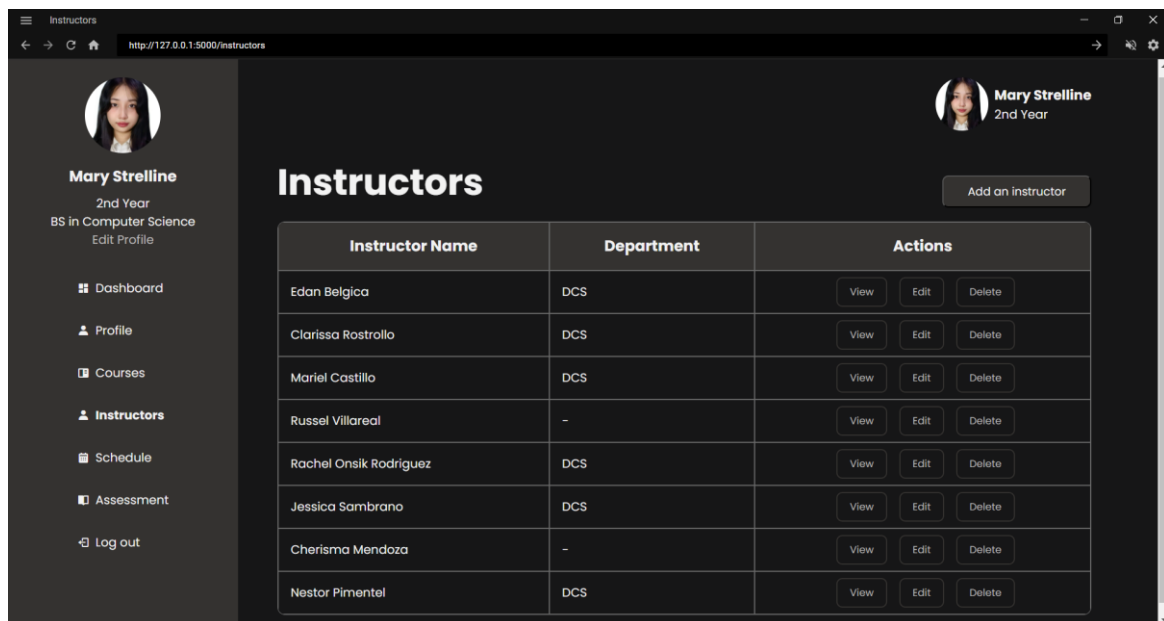 Instructors
http://127.0.0.1:5000/instructors
Mary Strelline
2nd Year
Mary Strelline
2nd Year
BS in Computer Science
Edit Profile
Dashboard
Profile
Courses
Instructors
Schedule
Assessment
Log out
Instructors
Add an instructor
Instructor Name Department Actions
Edan Belgica DCS View Edit Delete
Clarissa Rostrollo DCS View Edit Delete
Mariel Castillo DCS View Edit Delete
Russel Villareal - View Edit Delete
Rachel Onsik Rodriguez DCS View Edit Delete
Jessica Sambrano DCS View Edit Delete
Cherisma Mendoza - View Edit Delete
Nestor Pimentel DCS View Edit Delete